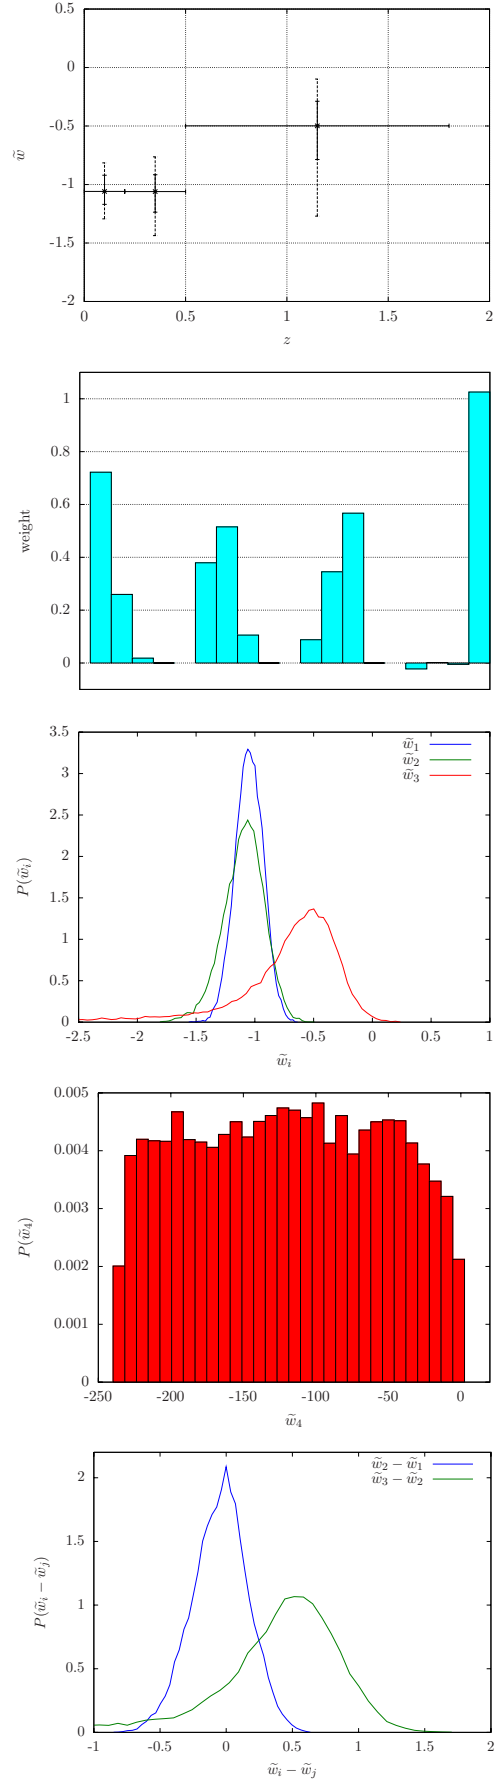 0.5
0
-0.5
-1
-1.5
-2
w̃
0 0.5 1 1.5 2
z
1
0.8
0.6
0.4
0.2
0
weight
3.5
3
2.5
2
1.5
1
0.5
0
P(w̃i)
w̃1
w̃2
w̃3
-2.5 -2 -1.5 -1 -0.5 0 0.5 1
w̃i
0.005
0.004
0.003
0.002
0.001
0
P(w̃4)
-250 -200 -150 -100 -50 0
w̃4
2
1.5
1
0.5
0
P(w̃i − w̃j)
w̃2 − w̃1
w̃3 − w̃2
-1 -0.5 0 0.5 1 1.5 2
w̃i − w̃j